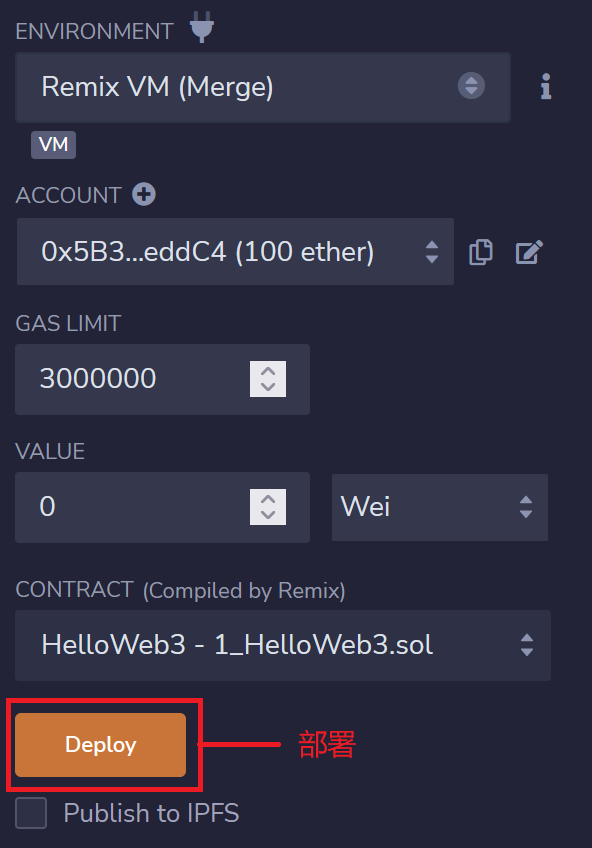 ENVIRONMENT
Remix VM (Merge)
VM
ACCOUNT
0x5B3...eddC4 (100 ether)
GAS LIMIT
3000000
VALUE
0 Wei
CONTRACT (Compiled by Remix)
HelloWeb3 - 1_HelloWeb3.sol
Deploy 部署
Publish to IPFS